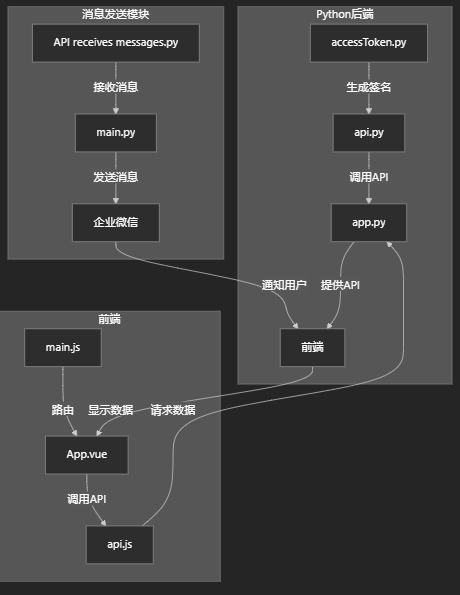 消息发送模块
API receives messages.py
接收消息
main.py
发送消息
企业微信
Python后端
accessToken.py
生成签名
api.py
调用API
app.py
通知用户
提供API
前端
前端
main.js
路由
显示数据
请求数据
App.vue
调用API
api.js